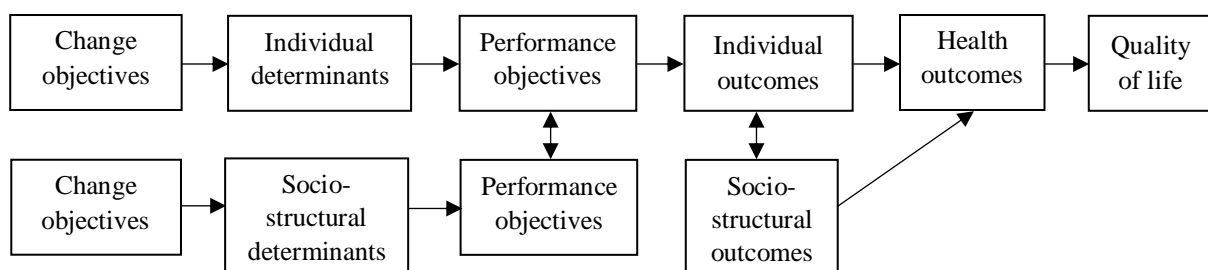 Change
objectives
Individual
determinants
Performance
objectives
Individual
outcomes
Health
outcomes
Quality
of life
Change
objectives
Socio-
structural
determinants
Performance
objectives
Socio-
structural
outcomes